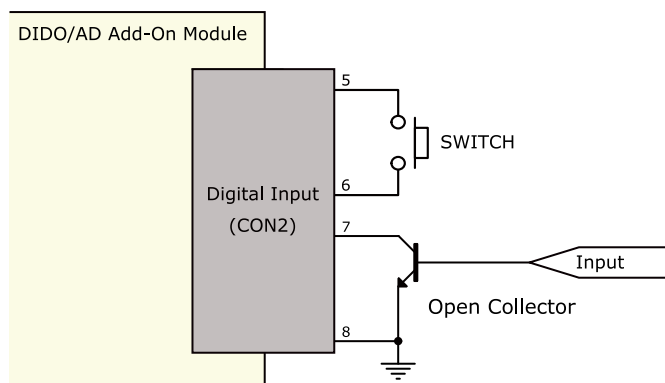 DIDO/AD Add-On Module
5
SWITCH
6
Digital Input
(CON2)
7
Input
Open Collector
8